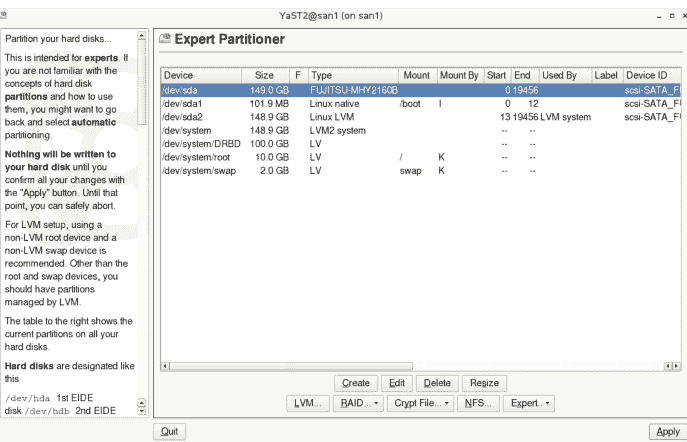 YaST2@san1 (on san1)
Partition your hard disks...
This is intended for experts. If
you are not familiar with the
concepts of hard disk
partitions and how to use
them, you might want to go
back and select automatic
partitioning.
Nothing will be written to
your hard disk until you
confirm all your changes with
the "Apply" button. Until that
point, you can safely abort.
For LVM setup, using a
non-LVM root device and a
non-LVM swap device is
recommended. Other than the
root and swap devices, you
should have partitions
managed by LVM.
The table to the right shows the
current partitions on all your
hard disks.
Hard disks are designated like
this
/dev/hda 1st EIDE
disk /dev/hdb 2nd EIDE
Expert Partitioner
Device Size F Type Mount Mount By Start End Used By Label Device ID
/dev/sda 149.0 GB FUJITSU-MHY2160B 0 19456 scsi-SATA_F
/dev/sda1 101.9 MB Linux native /boot I 0 12 scsi-SATA_F
/dev/sda2 148.9 GB Linux LVM 13 19456 LVM system scsi-SATA_F
/dev/system 148.9 GB LVM2 system -- --
/dev/system/DRBD 100.0 GB LV -- --
/dev/system/root 10.0 GB LV / K -- --
/dev/system/swap 2.0 GB LV swap K -- --
Create Edit Delete Resize
LVM... RAID... Crypt File... NFS... Expert..
Quit Apply